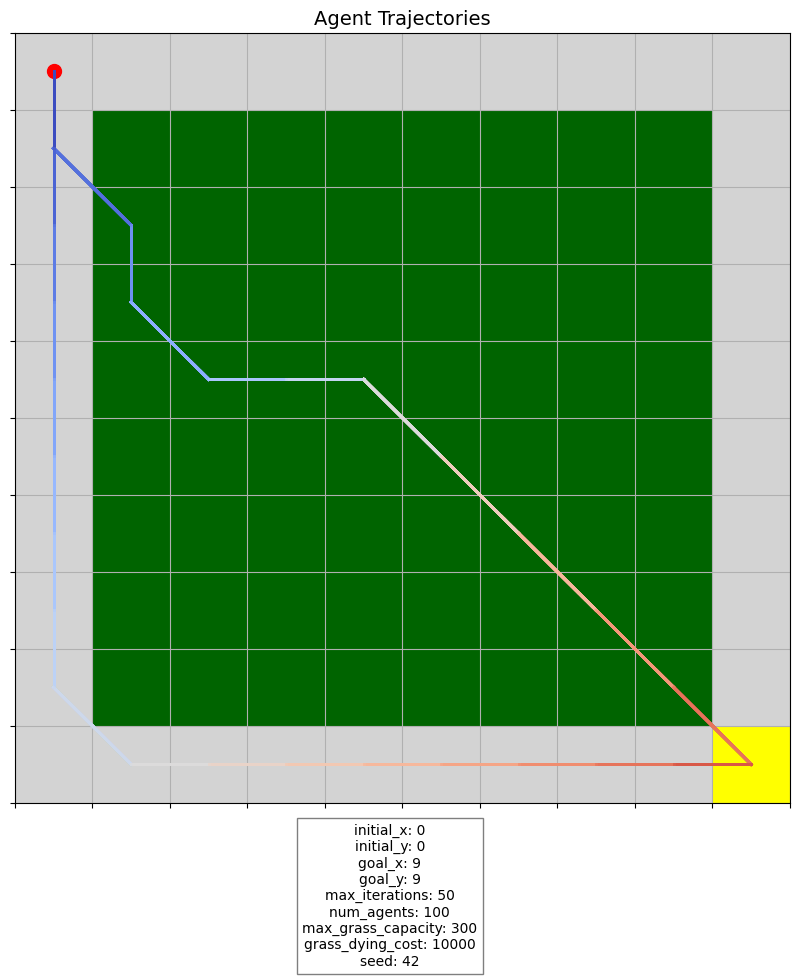 Agent Trajectories
initial_x: 0
initial_y: 0
goal_x: 9
goal_y: 9
max_iterations: 50
num_agents: 100
max_grass_capacity: 300
grass_dying_cost: 10000
seed: 42